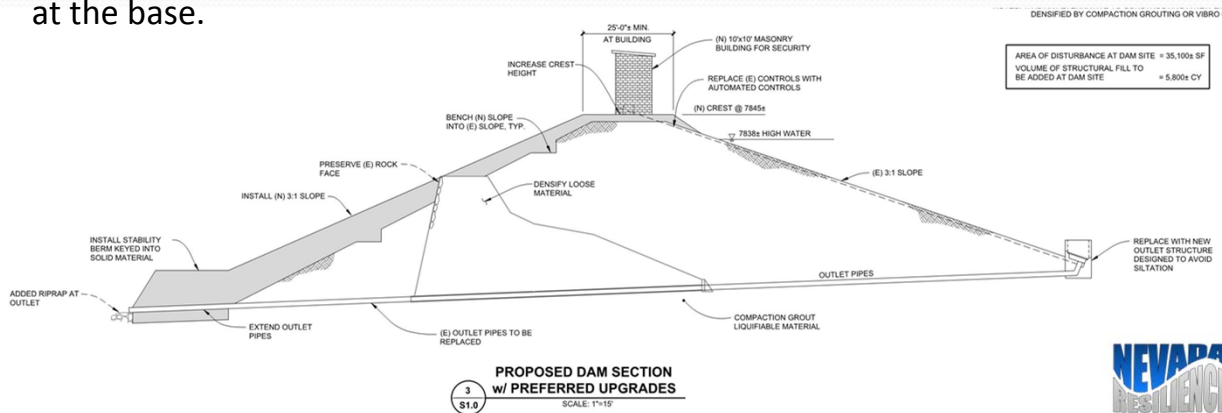 at the base.
DENSIFIED BY COMPACTION GROUTING OR VIBRO
25'-0"± MIN.
AT BUILDING
(N) 10'x10' MASONRY
BUILDING FOR SECURITY
AREA OF DISTURBANCE AT DAM SITE = 35,100± SF
VOLUME OF STRUCTURAL FILL TO
BE ADDED AT DAM SITE = 5,800± CY
INCREASE CREST
HEIGHT
REPLACE (E) CONTROLS WITH
AUTOMATED CONTROLS
(N) CREST @ 7845±
BENCH (N) SLOPE
INTO (E) SLOPE, TYP.
7838± HIGH WATER
PRESERVE (E) ROCK
FACE
(E) 3:1 SLOPE
DENSIFY LOOSE
MATERIAL
INSTALL (N) 3:1 SLOPE
INSTALL STABILITY
BERM KEYED INTO
SOLID MATERIAL
REPLACE WITH NEW
OUTLET STRUCTURE
DESIGNED TO AVOID
SILTATION
OUTLET PIPES
ADDED RIPRAP AT
OUTLET
EXTEND OUTLET
PIPES
(E) OUTLET PIPES TO BE
REPLACED
COMPACTION GROUT
LIQUIFIABLE MATERIAL
3
S1.0
PROPOSED DAM SECTION
w/ PREFERRED UPGRADES
SCALE: 1"=15'
NEVADA
RESILIENCE